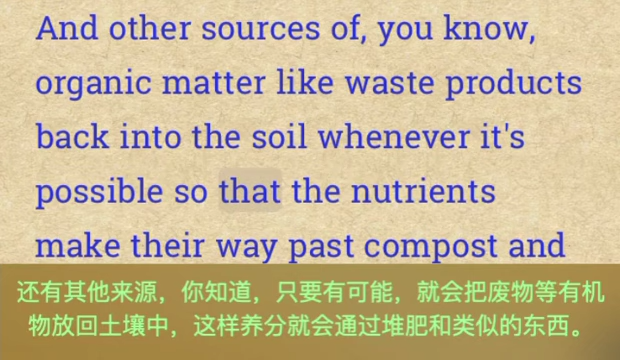 And other sources of, you know,
organic matter like waste products
back into the soil whenever it's
possible so that the nutrients
make their way past compost and
还有其他来源，你知道，只要有可能，就会把废物等有机
物放回土壤中，这样养分就会通过堆肥和类似的东西。